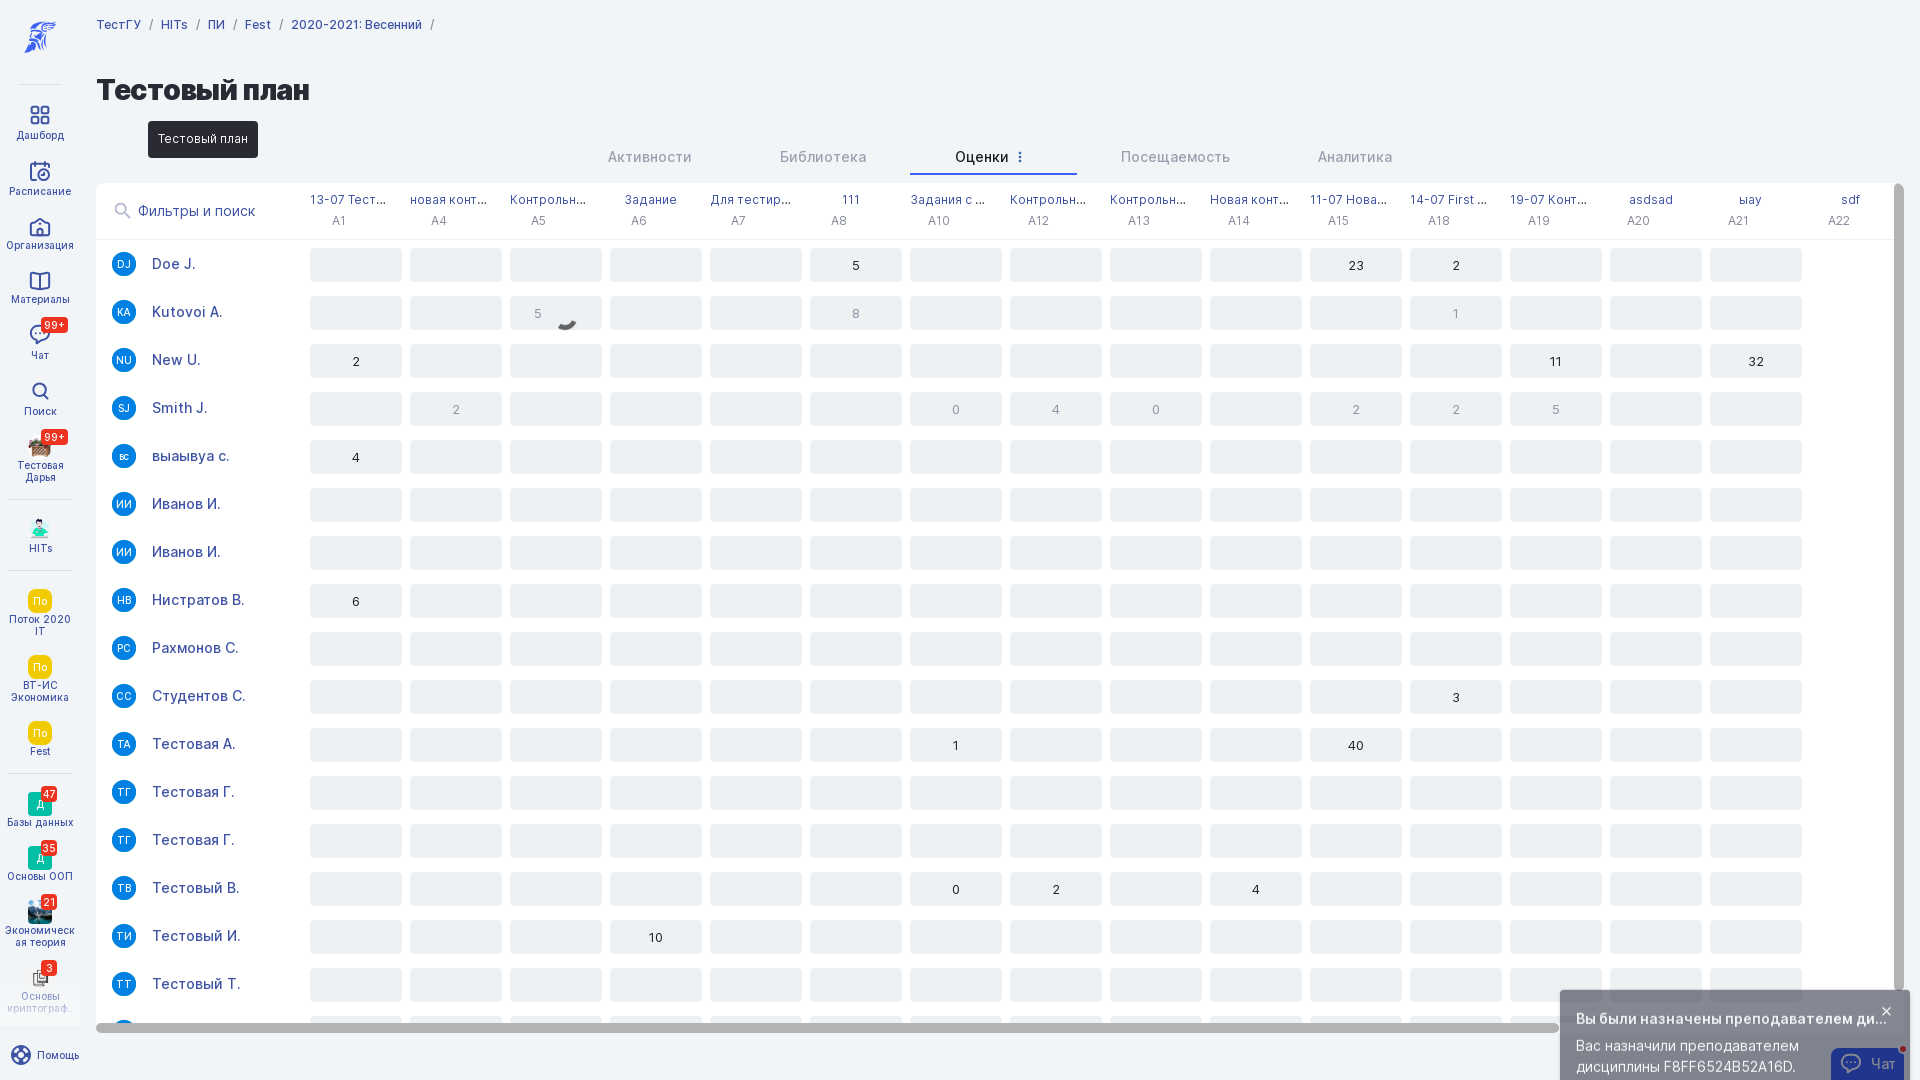 ТестГУ / HITs / ПИ / Fest / 2020-2021: Весенний /
Тестовый план
Тестовый план
Активности Библиотека Оценки Посещаемость Аналитика
Фильтры и поиск
13-07 Тест... новая конт... Контрольн... Задание Для тестир... 111 Задания с ... Контрольн... Контрольн... Новая конт... 11-07 Нова... 14-07 First ... 19-07 Конт... asdsad ыау sdf
A1 A4 A5 A6 A7 A8 A10 A12 A13 A14 A15 A18 A19 A20 A21 A22
DJ Doe J. 5 23 2
KA Kutovoi A. 5 8 1
NU New U. 2 11 32
SJ Smith J. 2 0 4 0 2 2 5
вс выаывуа с. 4
ИИ Иванов И.
ИИ Иванов И.
НВ Нистратов В. 6
РС Рахмонов С.
СС Студентов С. 3
ТА Тестовая А. 1 40
ТГ Тестовая Г.
ТГ Тестовая Г.
ТВ Тестовый В. 0 2 4
ТИ Тестовый И. 10
ТТ Тестовый Т.
Дашборд
Расписание
Организация
Материалы
99+
Чат
Поиск
99+
Тестовая
Дарья
HITs
По
Поток 2020
IT
По
ВТ-ИС
Экономика
По
Fest
47
Д
Базы данных
35
Д
Основы ООП
21
Экономическ
ая теория
3
Основы
криптограф...
Помощь
Вы были назначены преподавателем ди...
Вас назначили преподавателем
дисциплины F8FF6524B52A16D.
Чат